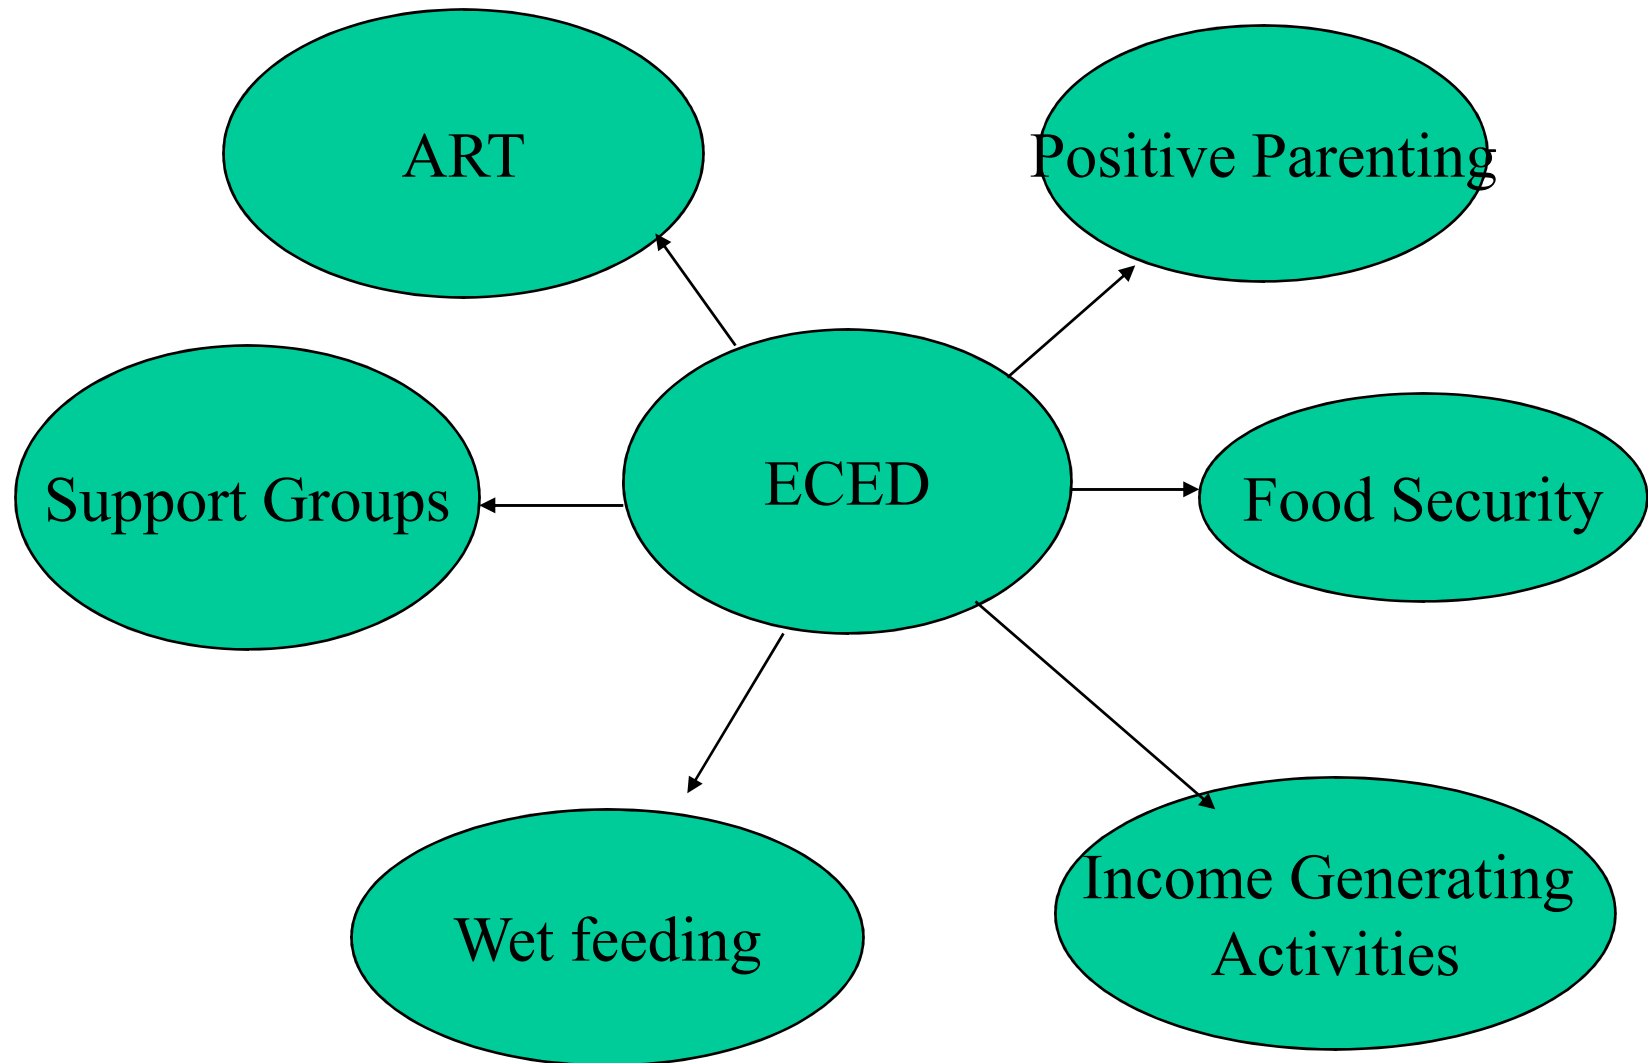 ART
Positive Parenting
Support Groups
ECED
Food Security
Wet feeding
Income Generating
Activities